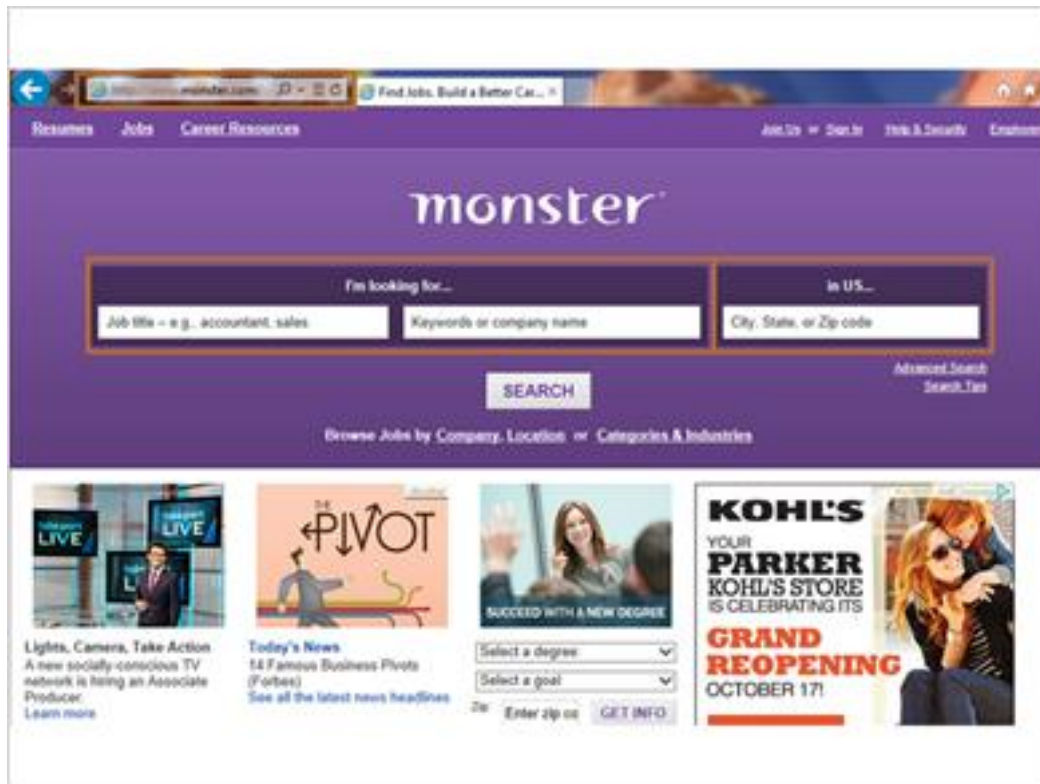 monster.com
Find Jobs. Build a Better Car...
Resumes Jobs Career Resources
Join Us or Sign In Help & Security
monster
I'm looking for...
in US...
Job title – e.g., accountant, sales
Keywords or company name
City, State, or Zip code
Advanced Search
Search Tips
SEARCH
Browse Jobs by Company, Location or Categories & Industries
LIVE
LIVE
THE
PIVOT
SUCCEED WITH A NEW DEGREE
Lights, Camera, Take Action
A new socially-conscious TV
network is hiring an Associate
Producer.
Learn more
Today's News
14 Famous Business Pivots
(Forbes)
See all the latest news headlines
Select a degree
Select a goal
Zip
Enter zip co
GET INFO
KOHL'S
YOUR
PARKER
KOHL'S STORE
IS CELEBRATING ITS
GRAND
REOPENING
OCTOBER 17!